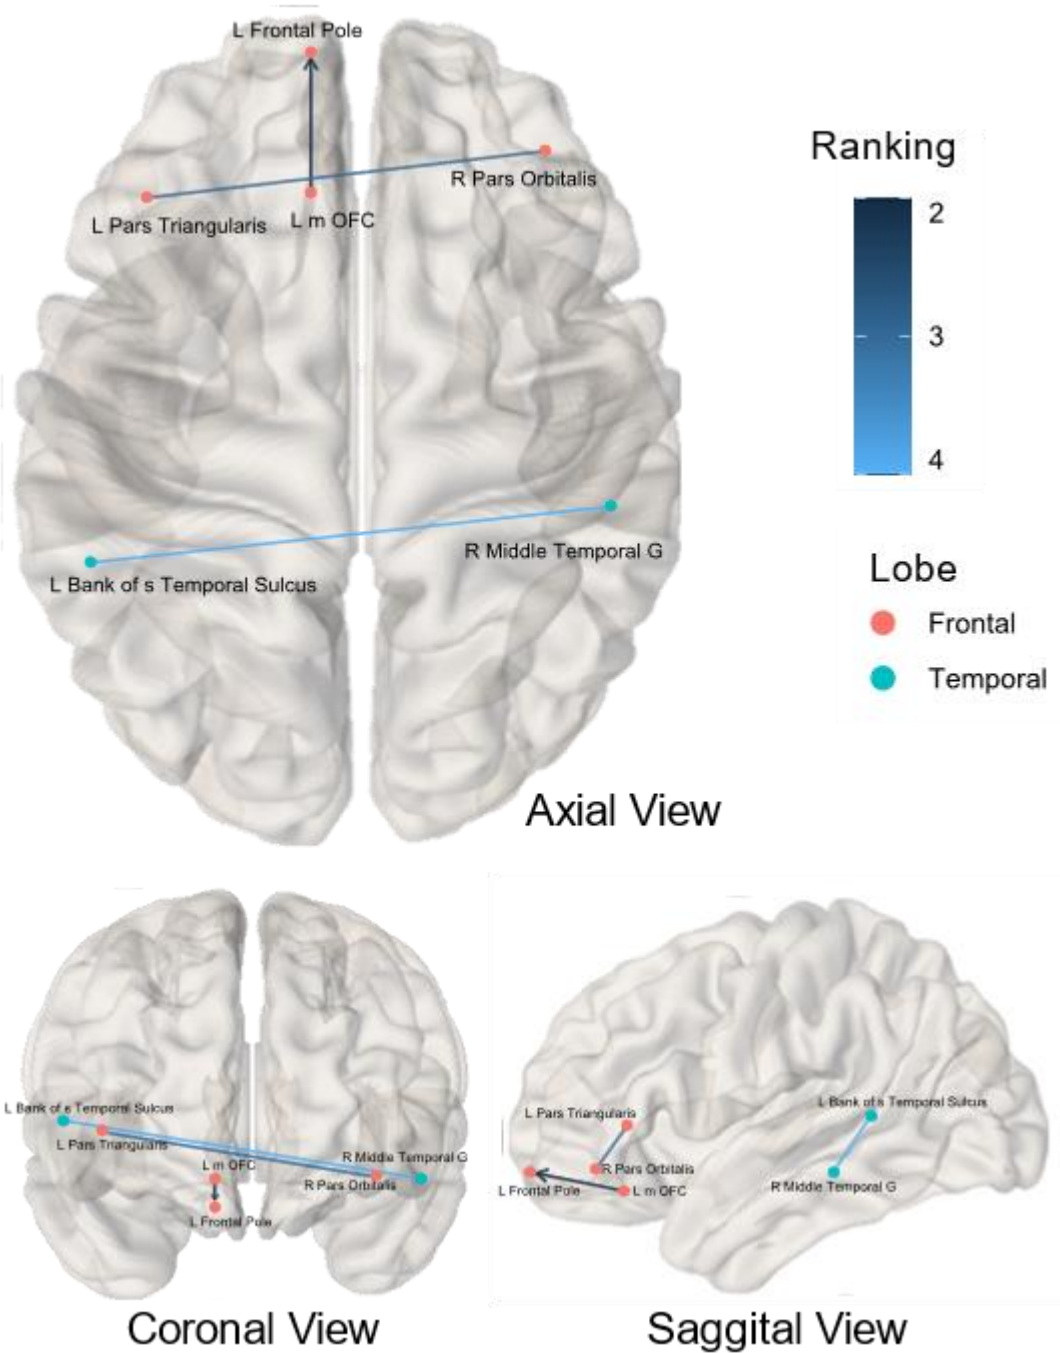 L Frontal Pole
R Pars Orbitalis
L Pars Triangularis
L m OFC
R Middle Temporal G
L Bank of s Temporal Sulcus
Axial View
Ranking
2
3
4
Lobe
Frontal
Temporal
L Bank of s Temporal Sulcus
L Pars Triangularis
R Middle Temporal G
L m OFC
R Pars Orbitalis
L Frontal Pole
Coronal View
L Bank of s Temporal Sulcus
L Pars Triangularis
R Pars Orbitalis
L Frontal Pole
L m OFC
R Middle Temporal G
Saggital View